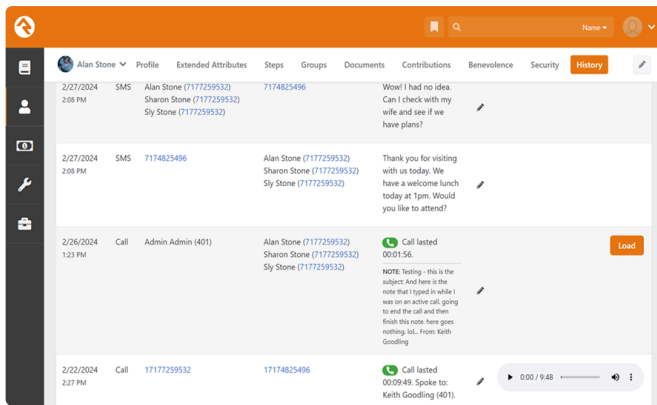 Name
Alan Stone Profile Extended Attributes Steps Groups Documents Contributions Benevolence Security History
2/27/2024 SMS Alan Stone (7177259532) 7174825496 Wow! I had no idea.
2:08 PM Sharon Stone (7177259532) Can I check with my
Sly Stone (7177259532) wife and see if we
have plans?
2/27/2024 SMS 7174825496 Alan Stone (7177259532) Thank you for visiting
2:08 PM Sharon Stone (7177259532) with us today. We
Sly Stone (7177259532) have a welcome lunch
today at 1pm. Would
you like to attend?
2/26/2024 Call Admin Admin (401) Alan Stone (7177259532) Call lasted Load
1:23 PM Sharon Stone (7177259532) 00:01:56.
Sly Stone (7177259532)
NOTE: Testing - this is the
subject: And here is the
note that I typed in while I
was on an active call. going
to end the call and then
finish this note. here goes
nothing. lol... From: Keith
Goodling
2/22/2024 Call 17177259532 17174825496 Call lasted
2:27 PM 00:09:49. Spoke to: 0:00 / 9:48
Keith Goodling (401).